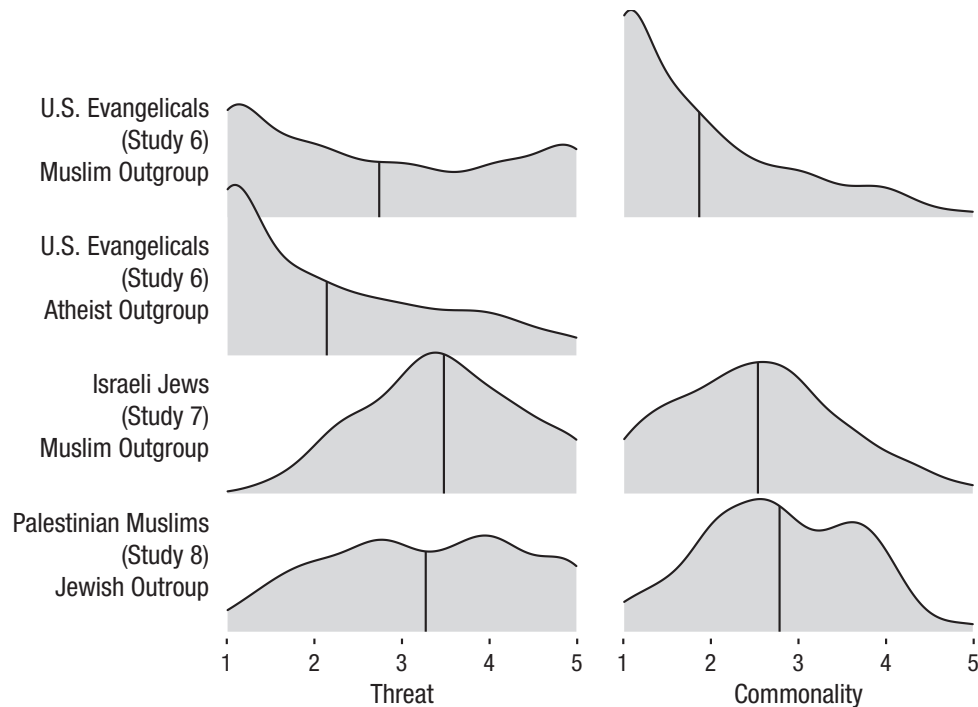 U.S. Evangelicals
(Study 6)
Muslim Outgroup
U.S. Evangelicals
(Study 6)
Atheist Outgroup
Israeli Jews
(Study 7)
Muslim Outgroup
Palestinian Muslims
(Study 8)
Jewish Outroup
1 2 3 4 5
Threat
1 2 3 4 5
Commonality